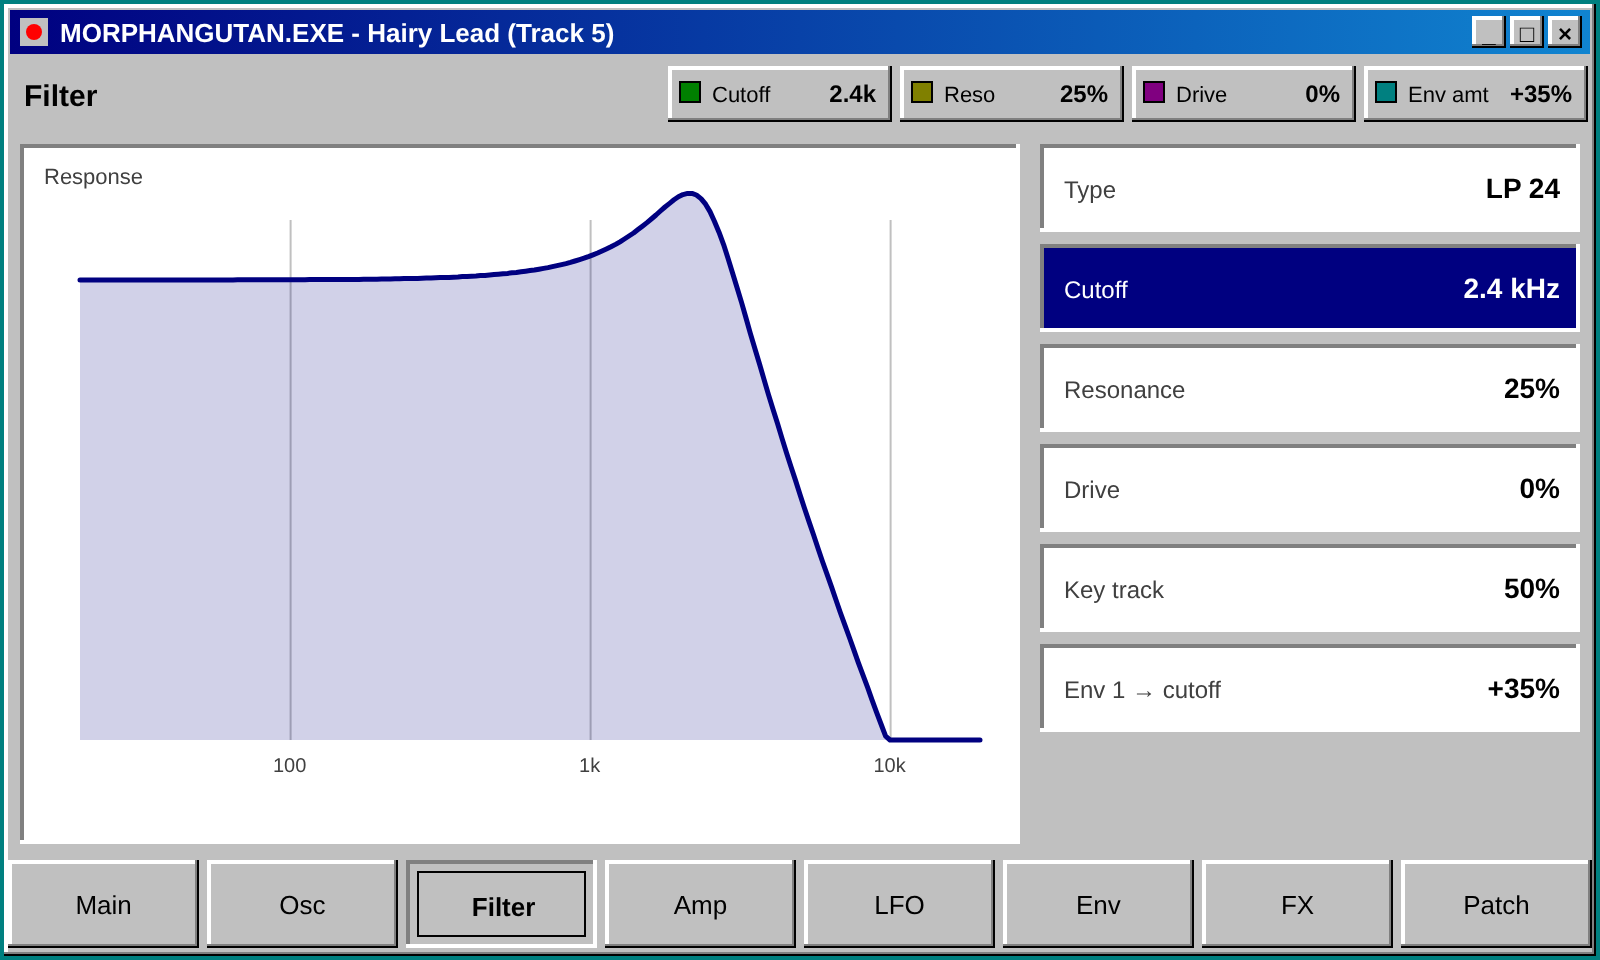 MORPHANGUTAN.EXE - Hairy Lead (Track 5)
Filter
Cutoff 2.4k
Reso 25%
Drive 0%
Env amt +35%
Response
100 1k 10k
Type LP 24
Cutoff 2.4 kHz
Resonance 25%
Drive 0%
Key track 50%
Env 1 → cutoff +35%
Main Osc Filter Amp LFO Env FX Patch